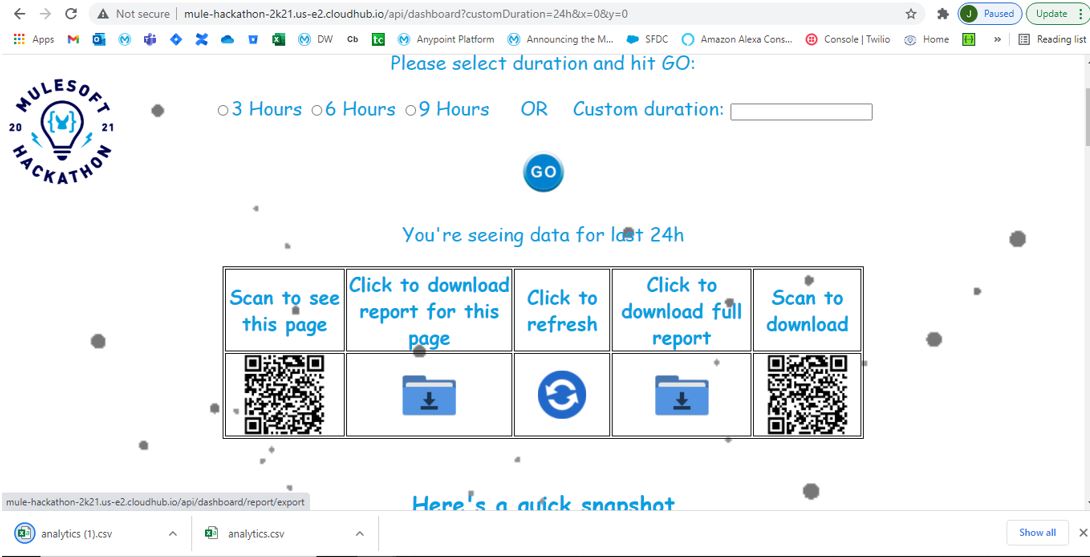 Not secure | mule-hackathon-2k21.us-e2.cloudhub.io/api/dashboard?customDuration=24h&x=0&y=0
J Paused Update
Apps DW Cb tc Anypoint Platform Announcing the M... SFDC Amazon Alexa Cons... Console | Twilio Home » Reading list
Please select duration and hit GO:
MULESOFT
20 21
HACKATHON
3 Hours 6 Hours 9 Hours OR Custom duration:
GO
You're seeing data for last 24h
Scan to see
this page
Click to download
report for this
page
Click to
refresh
Click to
download full
report
Scan to
download
Here's a quick snapshot
mule-hackathon-2k21.us-e2.cloudhub.io/api/dashboard/report/export
analytics (1).csv analytics.csv Show all